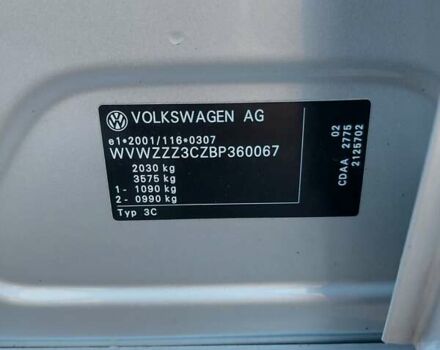 VOLKSWAGEN AG
e1*2001/116*0307
WVWZZZ3CZBP360067
2030 kg
3575 kg
1- 1090 kg
2- 0990 kg
Typ 3C
02
CDAA 2775
2125702